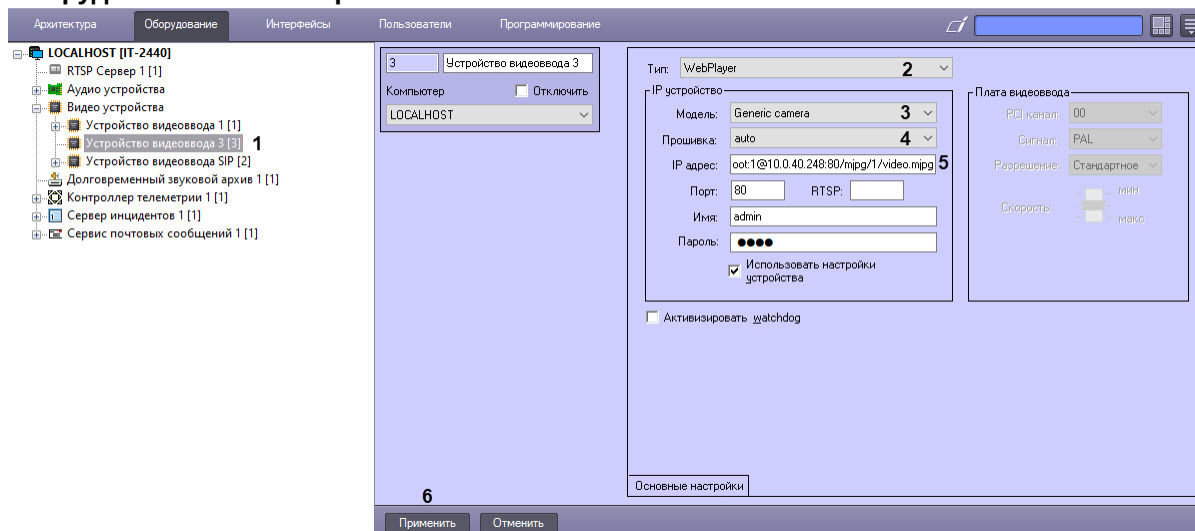 Архитектура Оборудование Интерфейсы Пользователи Программирование
LOCALHOST [IT-2440]
RTSP Сервер 1 [1]
Аудио устройства
Видео устройства
Устройство видеоввода 1 [1]
Устройство видеоввода 3 [3] 1
Устройство видеоввода SIP [2]
Долговременный звуковой архив 1 [1]
Контроллер телеметрии 1 [1]
Сервер инцидентов 1 [1]
Сервис почтовых сообщений 1 [1]
3 Устройство видеоввода 3
Компьютер Отключить
LOCALHOST
Тип: WebPlayer 2
IP устройство
Модель: Generic camera 3
Прошивка: auto 4
IP адрес: oot:1@10.0.40.248:80/mjpg/1/video.mjpg 5
Порт: 80 RTSP:
Имя: admin
Пароль: ●●●●
Использовать настройки
устройства
Активизировать watchdog
Плата видеоввода
PCI канал: 00
Сигнал: PAL
Разрешение: Стандартное
Скорость: мин
макс
Основные настройки
6
Применить Отменить